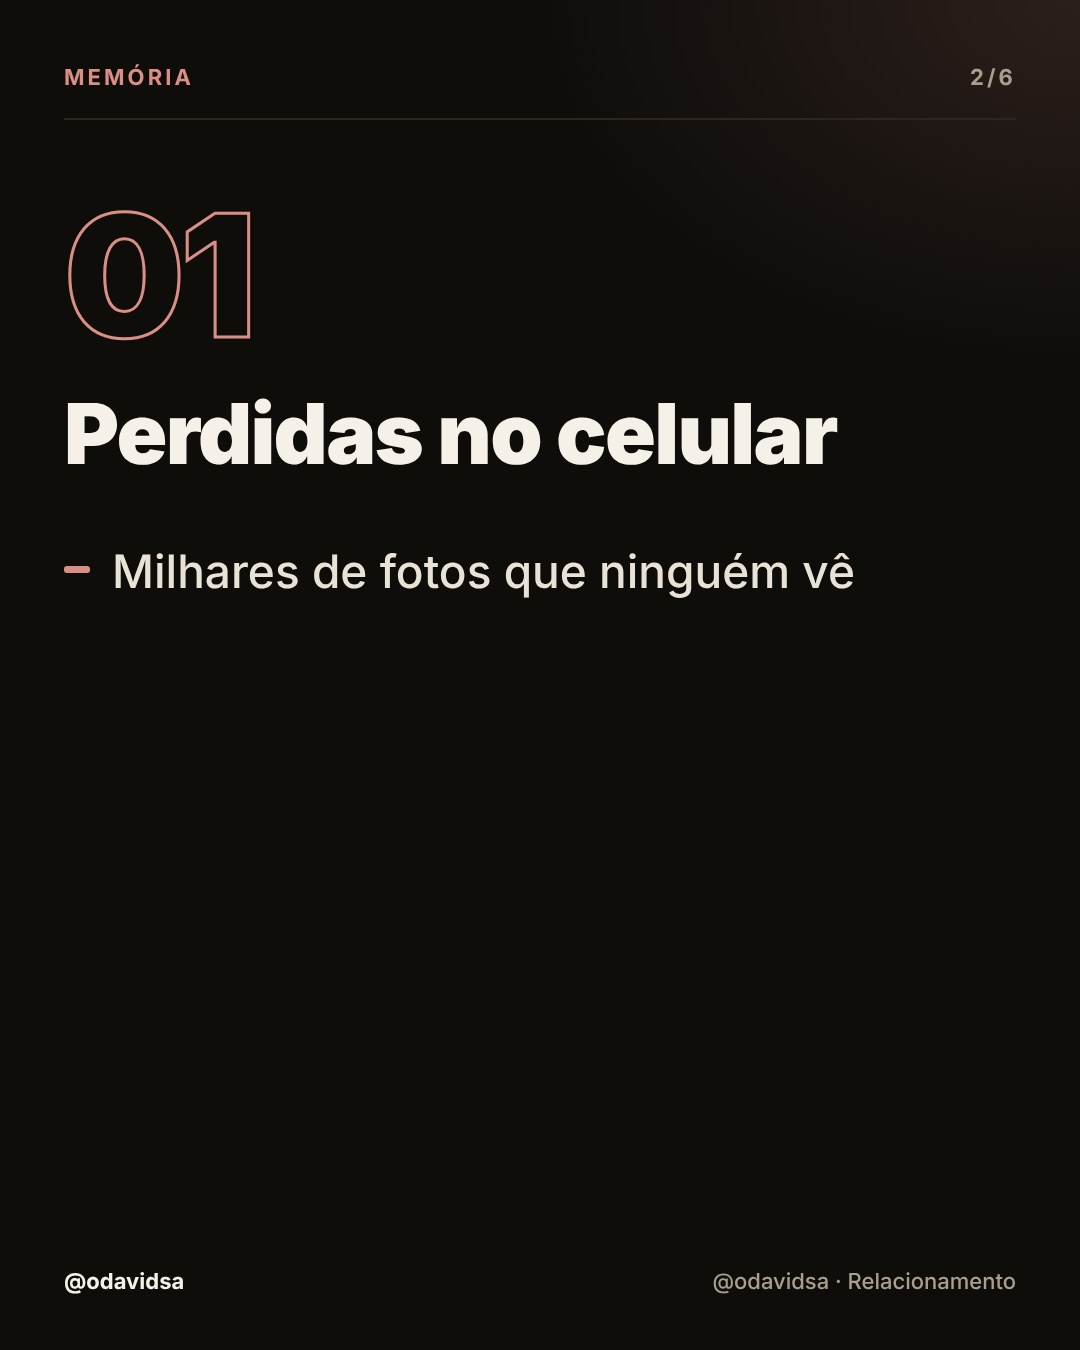 MEMÓRIA
2/6
01
Perdidas no celular
Milhares de fotos que ninguém vê
@odavidsa
@odavidsa · Relacionamento